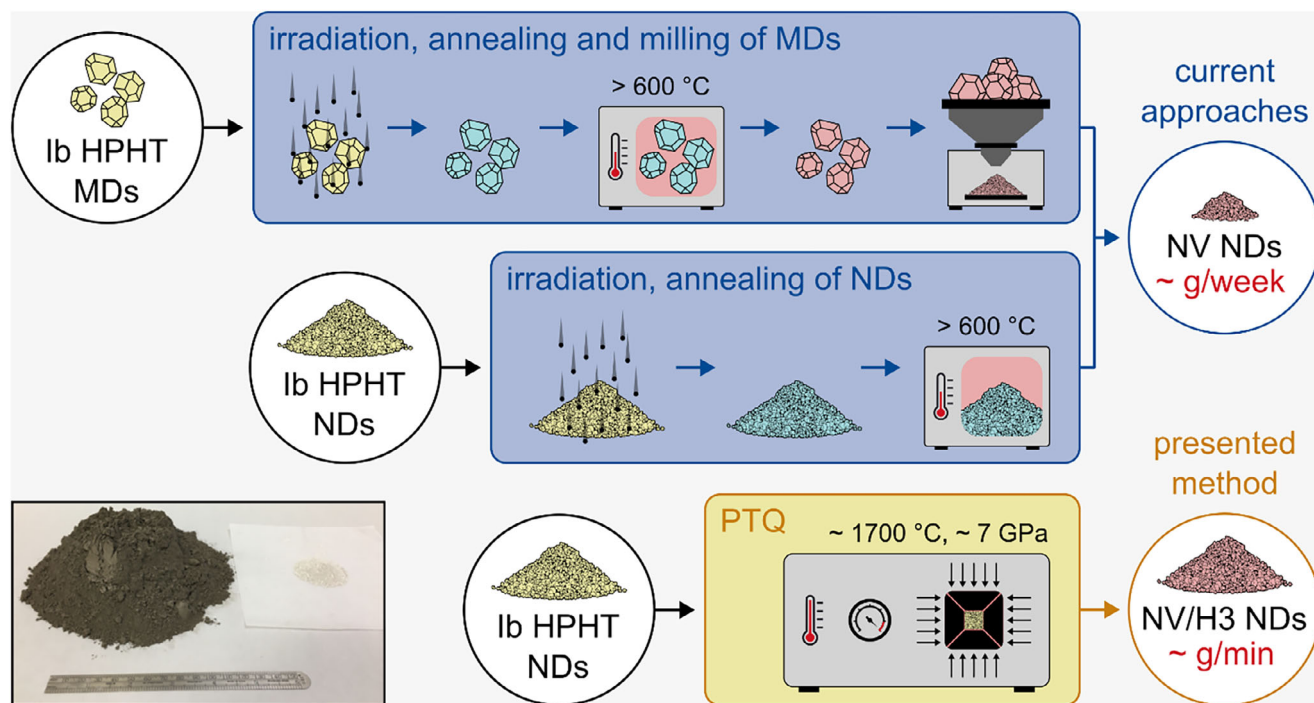 irradiation, annealing and milling of MDs
Ib HPHT
MDs
> 600 °C
current
approaches
NV NDs
~ g/week
irradiation, annealing of NDs
Ib HPHT
NDs
> 600 °C
presented
method
PTQ
~ 1700 °C, ~ 7 GPa
Ib HPHT
NDs
NV/H3 NDs
~ g/min